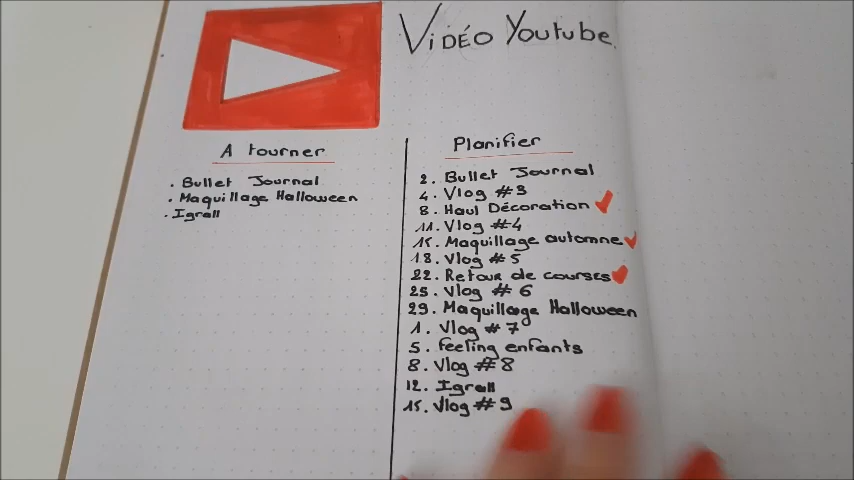 Vidéo Youtube.
A tourner
. Bullet Journal
. Maquillage Halloween
. Igrall
Planifier
2. Bullet Journal
4. Vlog #3
8. Haul Décoration
11. Vlog #4
15. Maquillage automne
18. Vlog #5
22. Retour de courses
25. Vlog #6
29. Maquillage Halloween
1. Vlog #7
5. Feeling enfants
8. Vlog #8
12. Igrall
15. Vlog #9